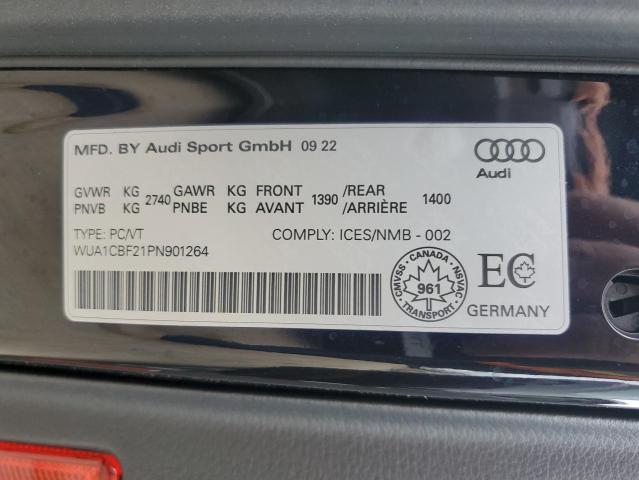 MFD. BY Audi Sport GmbH 09 22
Audi
GVWR KG 2740 GAWR KG FRONT 1390 /REAR 1400
PNVB KG PNBE KG AVANT /ARRIÈRE
TYPE: PC/VT COMPLY: ICES/NMB - 002
WUA1CBF21PN901264
CMVSS - CANADA - NSVAC
961
TRANSPORT
EC
GERMANY